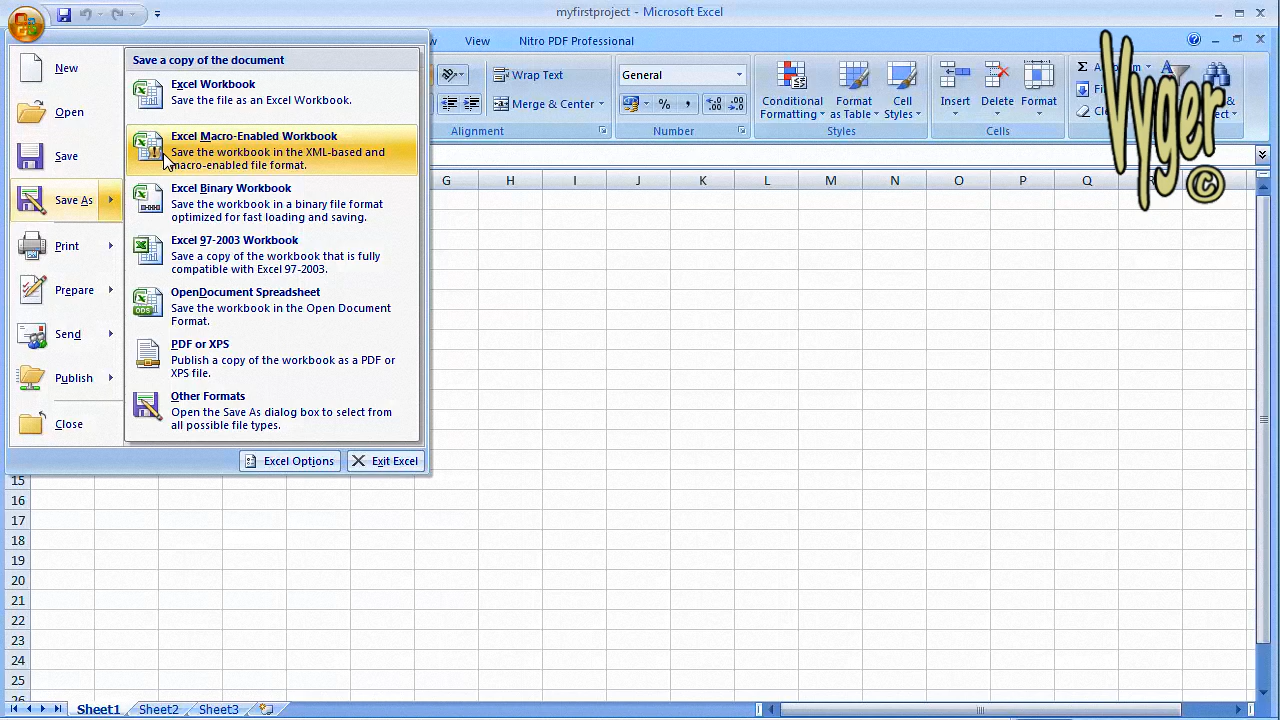 myfirstproject - Microsoft Excel
View Nitro PDF Professional
New
Open
Save
Save As
Print
Prepare
Send
Publish
Close
Save a copy of the document
Excel Workbook
Save the file as an Excel Workbook.
Excel Macro-Enabled Workbook
Save the workbook in the XML-based and
macro-enabled file format.
Excel Binary Workbook
Save the workbook in a binary file format
optimized for fast loading and saving.
Excel 97-2003 Workbook
Save a copy of the workbook that is fully
compatible with Excel 97-2003.
OpenDocument Spreadsheet
Save the workbook in the Open Document
Format.
PDF or XPS
Publish a copy of the workbook as a PDF or
XPS file.
Other Formats
Open the Save As dialog box to select from
all possible file types.
Excel Options Exit Excel
Wrap Text
Merge & Center
Alignment
General
%
Number
Conditional
Formatting
Format
as Table
Cell
Styles
Styles
Insert
Delete
Format
Cells
Vyger ©
G H I J K L M N O P Q
15
16
17
18
19
20
21
22
23
24
25
26
Sheet1 Sheet2 Sheet3